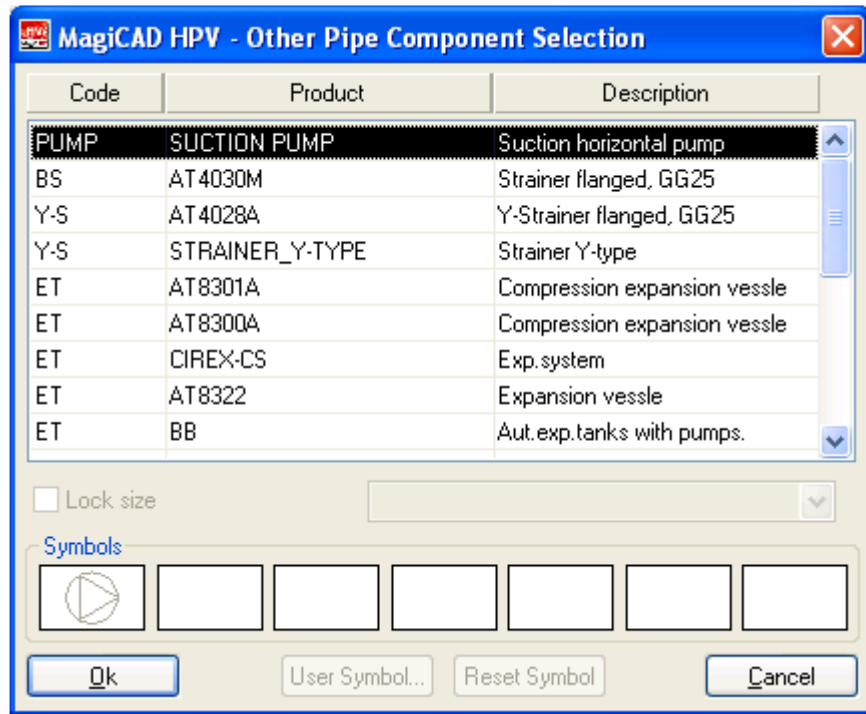 MagiCAD HPV - Other Pipe Component Selection
Code Product Description
PUMP SUCTION PUMP Suction horizontal pump
BS AT4030M Strainer flanged, GG25
Y-S AT4028A Y-Strainer flanged, GG25
Y-S STRAINER_Y-TYPE Strainer Y-type
ET AT8301A Compression expansion vessle
ET AT8300A Compression expansion vessle
ET CIREX-CS Exp.system
ET AT8322 Expansion vessle
ET BB Aut.exp.tanks with pumps.
Lock size
Symbols
Ok User Symbol... Reset Symbol Cancel